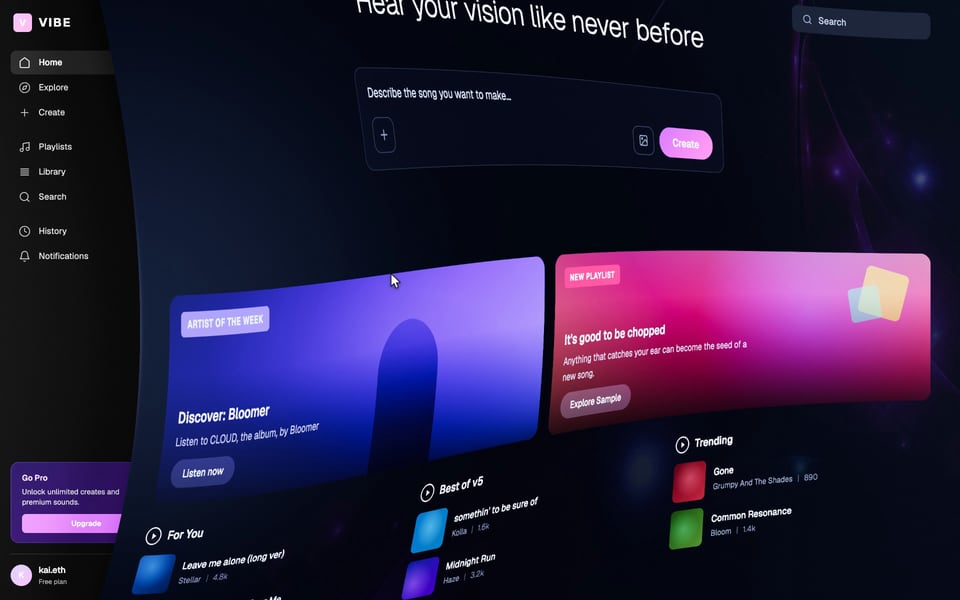 V VIBE
Home
Explore
Create
Playlists
Library
Search
History
Notifications
Go Pro
Unlock unlimited creates and
premium sounds.
Upgrade
K
kai.eth
Free plan
Hear your vision like never before
Search
Describe the song you want to make...
Create
ARTIST OF THE WEEK
Discover: Bloomer
Listen to CLOUD, the album, by Bloomer
Listen now
NEW PLAYLIST
It's good to be chopped
Anything that catches your ear can become the seed of a
new song.
Explore Sample
For You
Leave me alone (long ver)
Stellar | 4.8k
Best of v5
somethin' to be sure of
Kolla | 1.6k
Midnight Run
Haze | 3.2k
Trending
Gone
Grumpy And The Shades | 890
Common Resonance
Bloom | 1.4k